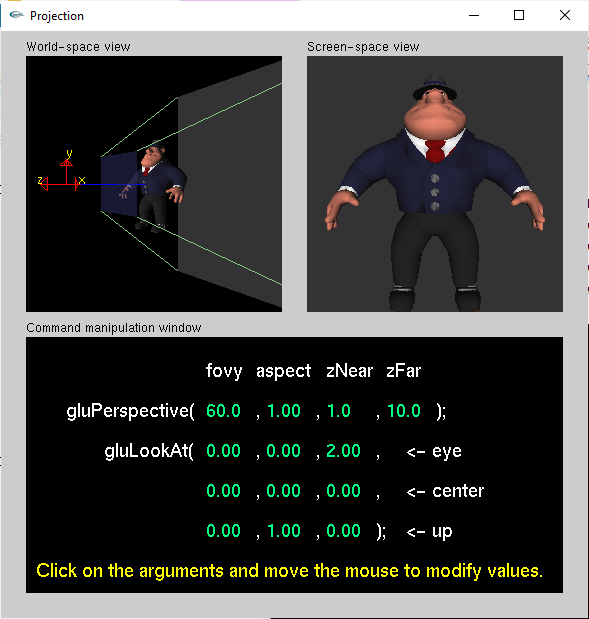 Projection
World-space view
Screen-space view
y
z x
Command manipulation window
fovy aspect zNear zFar
gluPerspective( 60.0 , 1.00 , 1.0 , 10.0 );
gluLookAt( 0.00 , 0.00 , 2.00 , <- eye
0.00 , 0.00 , 0.00 , <- center
0.00 , 1.00 , 0.00 ); <- up
Click on the arguments and move the mouse to modify values.